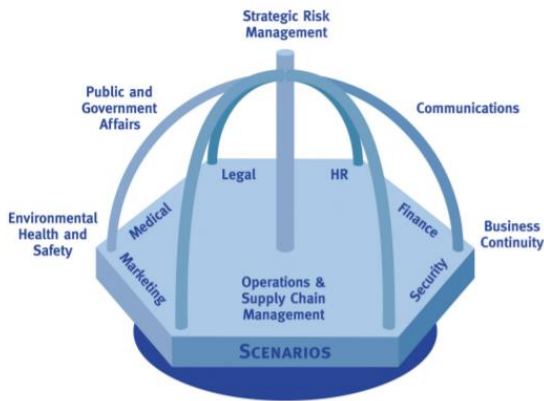 Strategic Risk
Management
Public and
Government
Affairs
Communications
Legal
HR
Medical
Finance
Environmental
Health and
Safety
Business
Continuity
Marketing
Operations &
Supply Chain
Management
Security
SCENARIOS